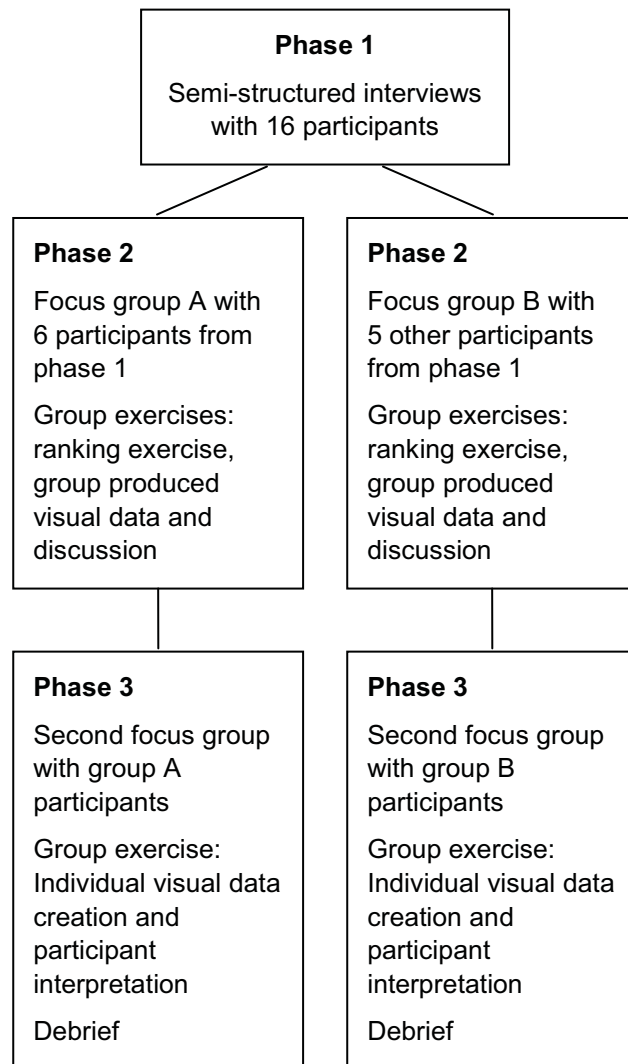 Phase 1
Semi-structured interviews
with 16 participants
Phase 2
Focus group A with
6 participants from
phase 1
Group exercises:
ranking exercise,
group produced
visual data and
discussion
Phase 2
Focus group B with
5 other participants
from phase 1
Group exercises:
ranking exercise,
group produced
visual data and
discussion
Phase 3
Second focus group
with group A
participants
Group exercise:
Individual visual data
creation and
participant
interpretation
Debrief
Phase 3
Second focus group
with group B
participants
Group exercise:
Individual visual data
creation and
participant
interpretation
Debrief